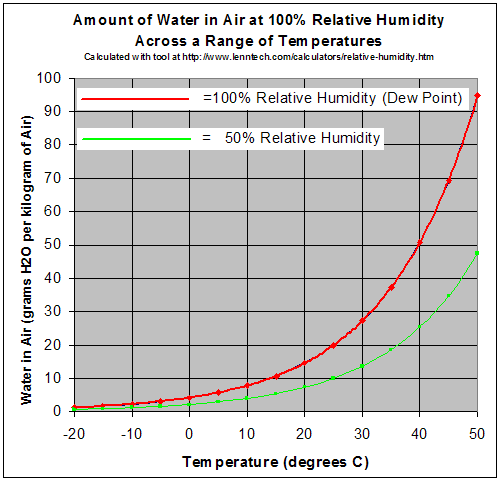 Amount of Water in Air at 100% Relative Humidity
Across a Range of Temperatures
Calculated with tool at http://www.lenntech.com/calculators/relative-humidity.htm
Water in Air (grams H2O per kilogram of Air)
100
90
80
70
60
50
40
30
20
10
0
=100% Relative Humidity (Dew Point)
= 50% Relative Humidity
-20 -10 0 10 20 30 40 50
Temperature (degrees C)